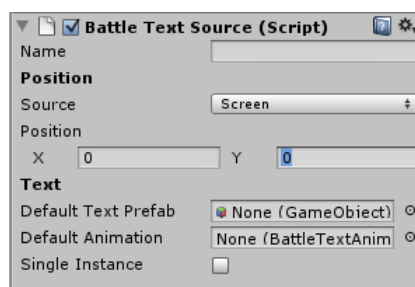 Battle Text Source (Script)
Name
Position
Source Screen
Position
X 0 Y 0
Text
Default Text Prefab None (GameObject)
Default Animation None (BattleTextAnim
Single Instance